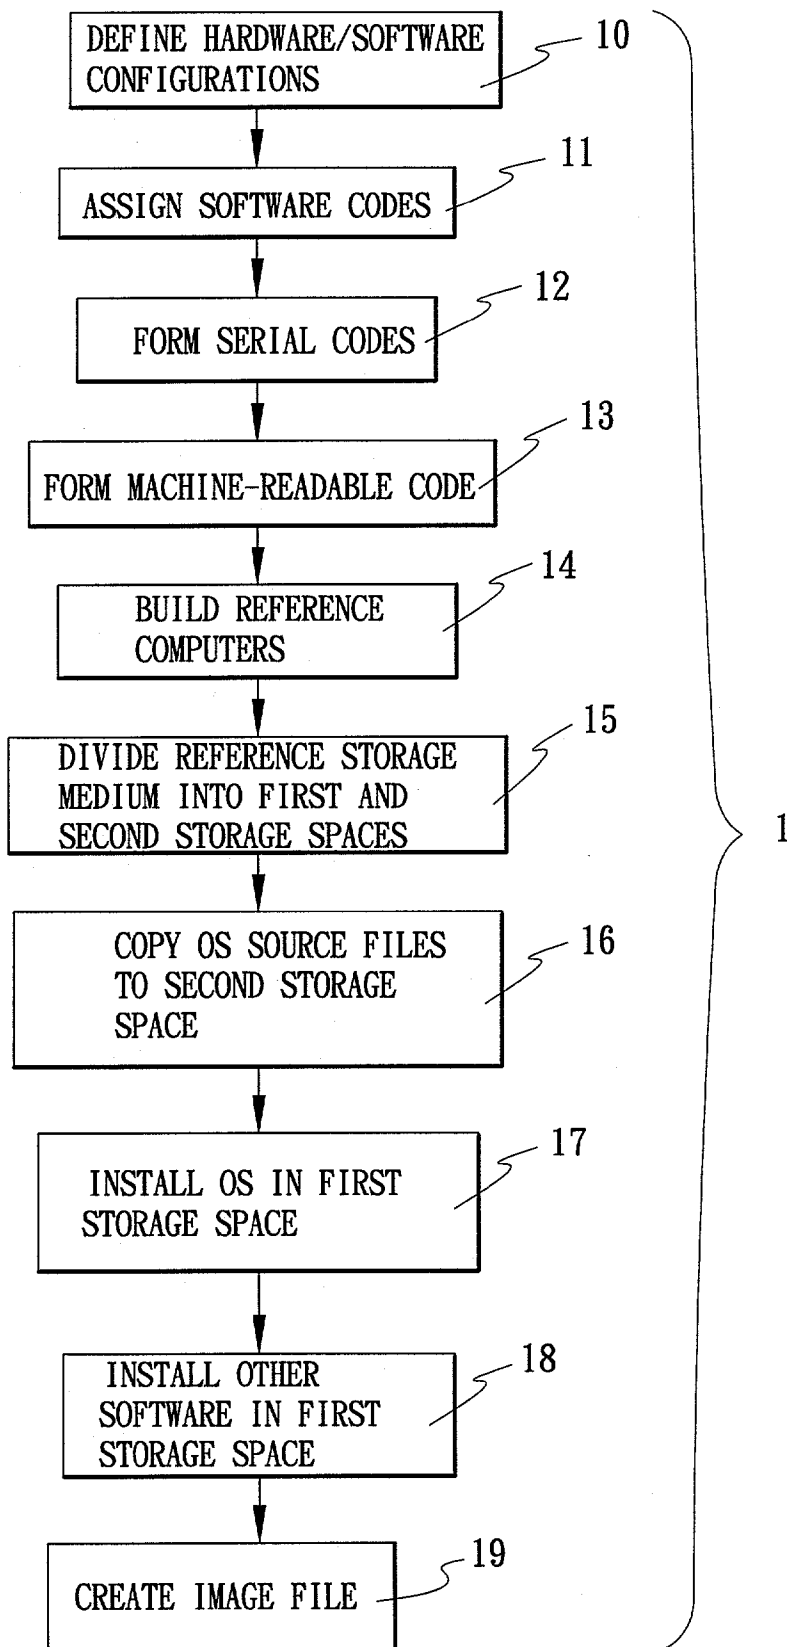 DEFINE HARDWARE/SOFTWARE
CONFIGURATIONS
10
ASSIGN SOFTWARE CODES
11
FORM SERIAL CODES
12
FORM MACHINE-READABLE CODE
13
BUILD REFERENCE
COMPUTERS
14
DIVIDE REFERENCE STORAGE
MEDIUM INTO FIRST AND
SECOND STORAGE SPACES
15
1
COPY OS SOURCE FILES
TO SECOND STORAGE
SPACE
16
INSTALL OS IN FIRST
STORAGE SPACE
17
INSTALL OTHER
SOFTWARE IN FIRST
STORAGE SPACE
18
CREATE IMAGE FILE
19